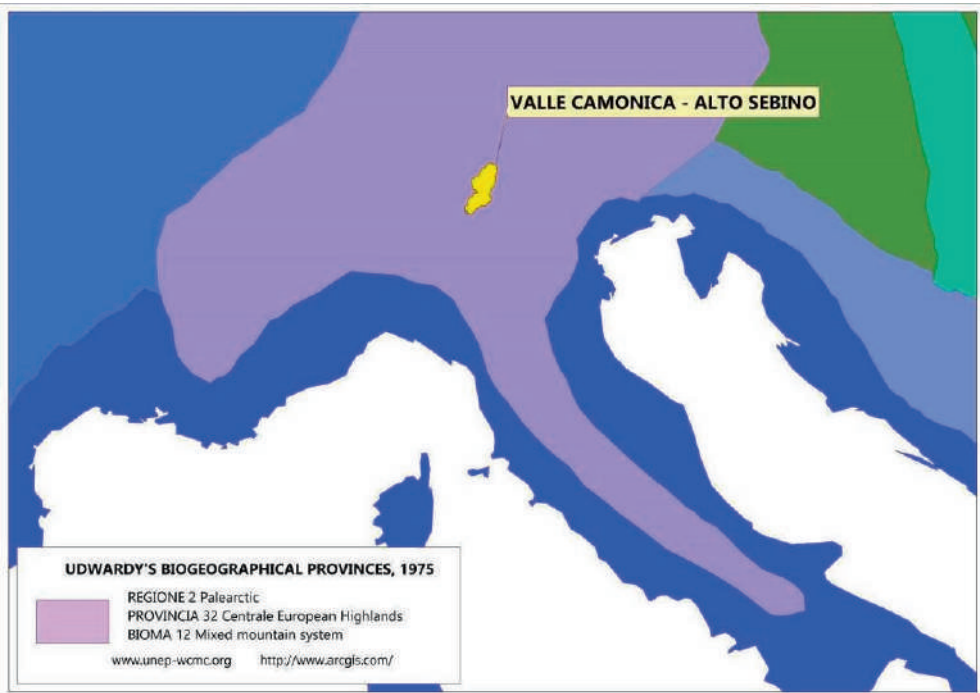 VALLE CAMONICA - ALTO SEBINO
UDWARDY'S BIOGEOGRAPHICAL PROVINCES, 1975
REGIONE 2 Palearctic
PROVINCIA 32 Centrale European Highlands
BIOMA 12 Mixed mountain system
www.unep-wcmc.org http://www.arcgis.com/